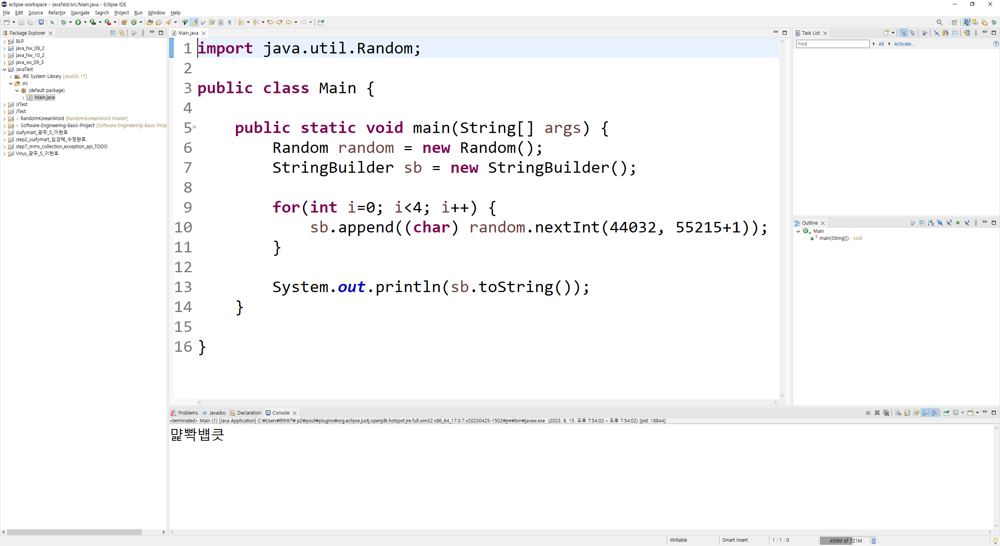 eclipse-workspace - JavaTest/src/Main.java - Eclipse IDE
File Edit Source Refactor Navigate Search Project Run Window Help
Package Explorer
BLP
java_hw_08_2
java_hw_10_2
java_ws_09_3
JavaTest
JRE System Library [JavaSE-17]
src
(default package)
Main.java
JJTest
JTest
> RandomKoreanWord [RandomKoreanWord master]
> Software-Engineering-Basic-Project [Software-Engineering-Basic-Proje
ssafymart_광주_5_이현호
step2_ssafymart_임경혜_수정완료
step7_mms_collection_exception_api_TODO
Virus_광주_5_이현호
Main.java
1 import java.util.Random;
2
3 public class Main {
4
5 public static void main(String[] args) {
6 Random random = new Random();
7 StringBuilder sb = new StringBuilder();
8
9 for(int i=0; i<4; i++) {
10 sb.append((char) random.nextInt(44032, 55215+1));
11 }
12
13 System.out.println(sb.toString());
14 }
15
16 }
Task List
Find All Activate...
Outline
Main
main(String[]) : void
Problems Javadoc Declaration Console
<terminated> Main (1) [Java Application] C:₩Users₩lhh97₩.p2₩pool₩plugins₩org.eclipse.justj.openjdk.hotspot.jre.full.win32.x86_64_17.0.7.v20230425-1502₩jre₩bin₩javaw.exe (2023. 8. 15. 오후 7:54:02 – 오후 7:54:02) [pid: 18844]
Writable Smart Insert 1 : 1 : 0 459M of 721M